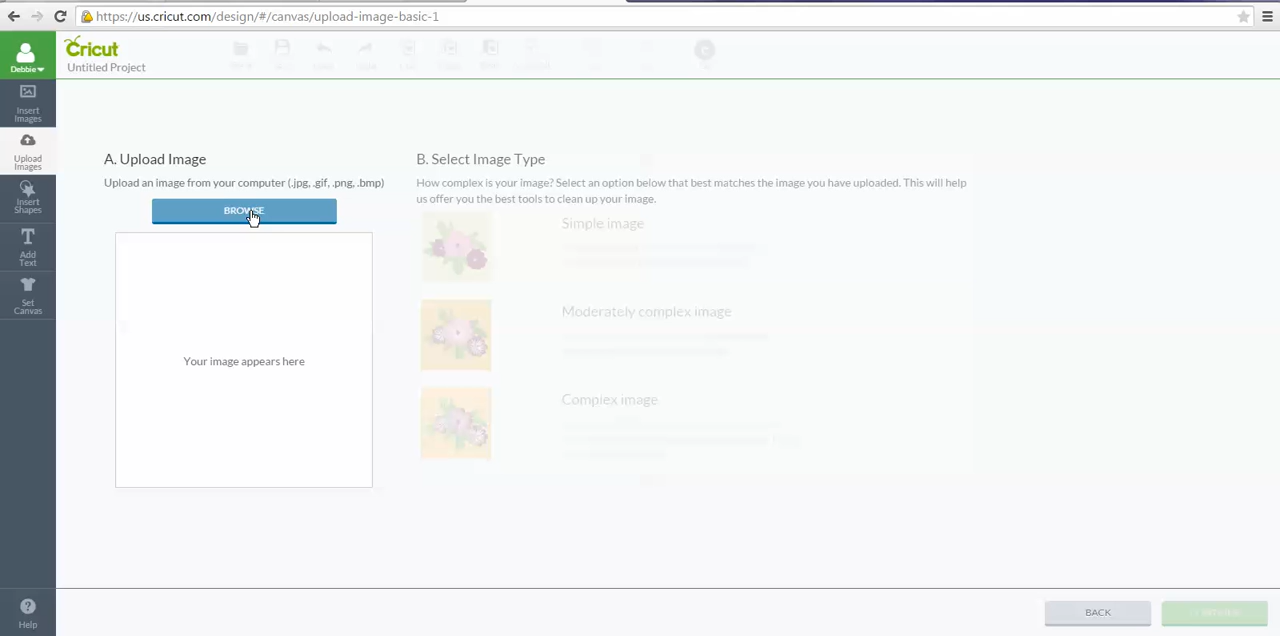 https://us.cricut.com/design/#/canvas/upload-image-basic-1
Debbie
Cricut
Untitled Project
Insert
Images
Upload
Images
Insert
Shapes
Add
Text
Set
Canvas
Help
A. Upload Image
Upload an image from your computer (.jpg, .gif, .png, .bmp)
BROWSE
Your image appears here
B. Select Image Type
How complex is your image? Select an option below that best matches the image you have uploaded. This will help
us offer you the best tools to clean up your image.
Simple image
Moderately complex image
Complex image
BACK